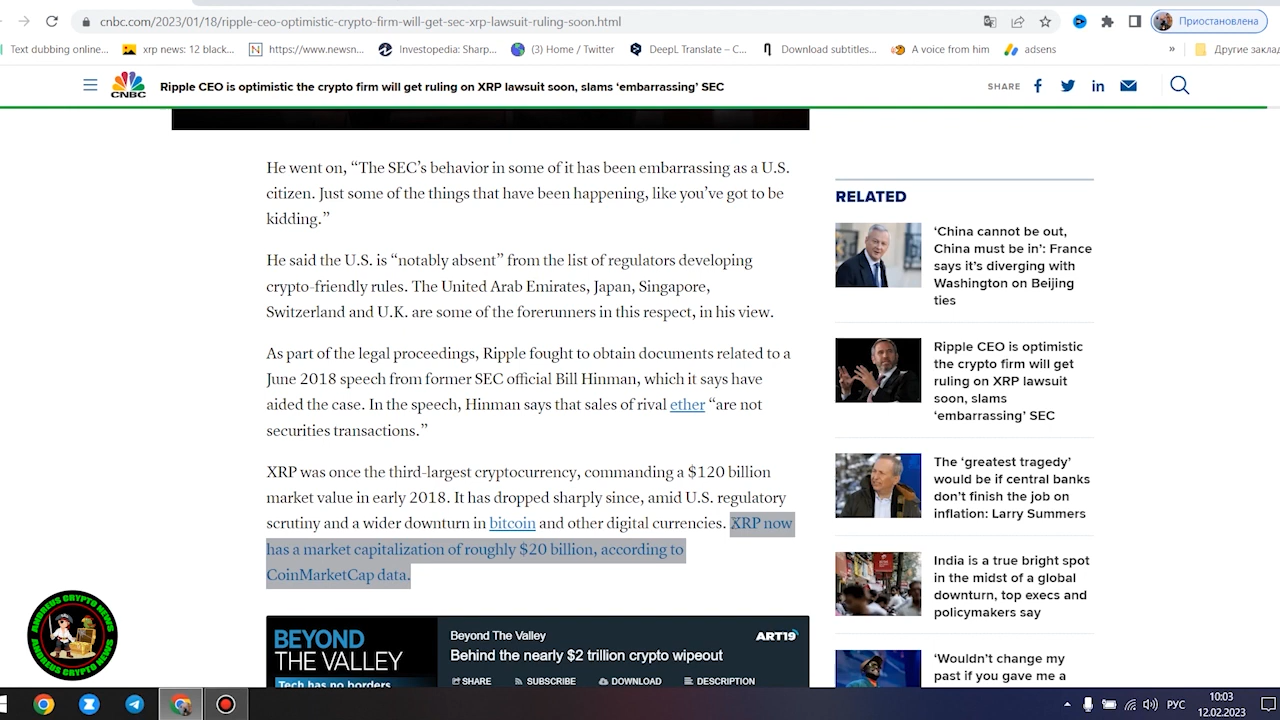 cnbc.com/2023/01/18/ripple-ceo-optimistic-crypto-firm-will-get-sec-xrp-lawsuit-ruling-soon.html
Приостановлена
Text dubbing online...
xrp news: 12 black...
https://www.newsn...
Investopedia: Sharp...
(3) Home / Twitter
DeepL Translate – C...
Download subtitles...
A voice from him
adsens
»
Другие закла
CNBC
Ripple CEO is optimistic the crypto firm will get ruling on XRP lawsuit soon, slams ‘embarrassing’ SEC
SHARE
He went on, “The SEC’s behavior in some of it has been embarrassing as a U.S.
citizen. Just some of the things that have been happening, like you’ve got to be
kidding.”
He said the U.S. is “notably absent” from the list of regulators developing
crypto-friendly rules. The United Arab Emirates, Japan, Singapore,
Switzerland and U.K. are some of the forerunners in this respect, in his view.
As part of the legal proceedings, Ripple fought to obtain documents related to a
June 2018 speech from former SEC official Bill Hinman, which it says have
aided the case. In the speech, Hinman says that sales of rival ether “are not
securities transactions.”
XRP was once the third-largest cryptocurrency, commanding a $120 billion
market value in early 2018. It has dropped sharply since, amid U.S. regulatory
scrutiny and a wider downturn in bitcoin and other digital currencies. XRP now
has a market capitalization of roughly $20 billion, according to
CoinMarketCap data.
RELATED
‘China cannot be out,
China must be in’: France
says it’s diverging with
Washington on Beijing
ties
Ripple CEO is optimistic
the crypto firm will get
ruling on XRP lawsuit
soon, slams
‘embarrassing’ SEC
The ‘greatest tragedy’
would be if central banks
don’t finish the job on
inflation: Larry Summers
India is a true bright spot
in the midst of a global
downturn, top execs and
policymakers say
‘Wouldn’t change my
past if you gave me a
BEYOND
THE VALLEY
Tech has no borders
Beyond The Valley
Behind the nearly $2 trillion crypto wipeout
ART19
SHARE
SUBSCRIBE
DOWNLOAD
DESCRIPTION
ANDREUS CRYPTO NEWS
ANDREUS CRYPTO NEWS
РУС
10:03
12.02.2023